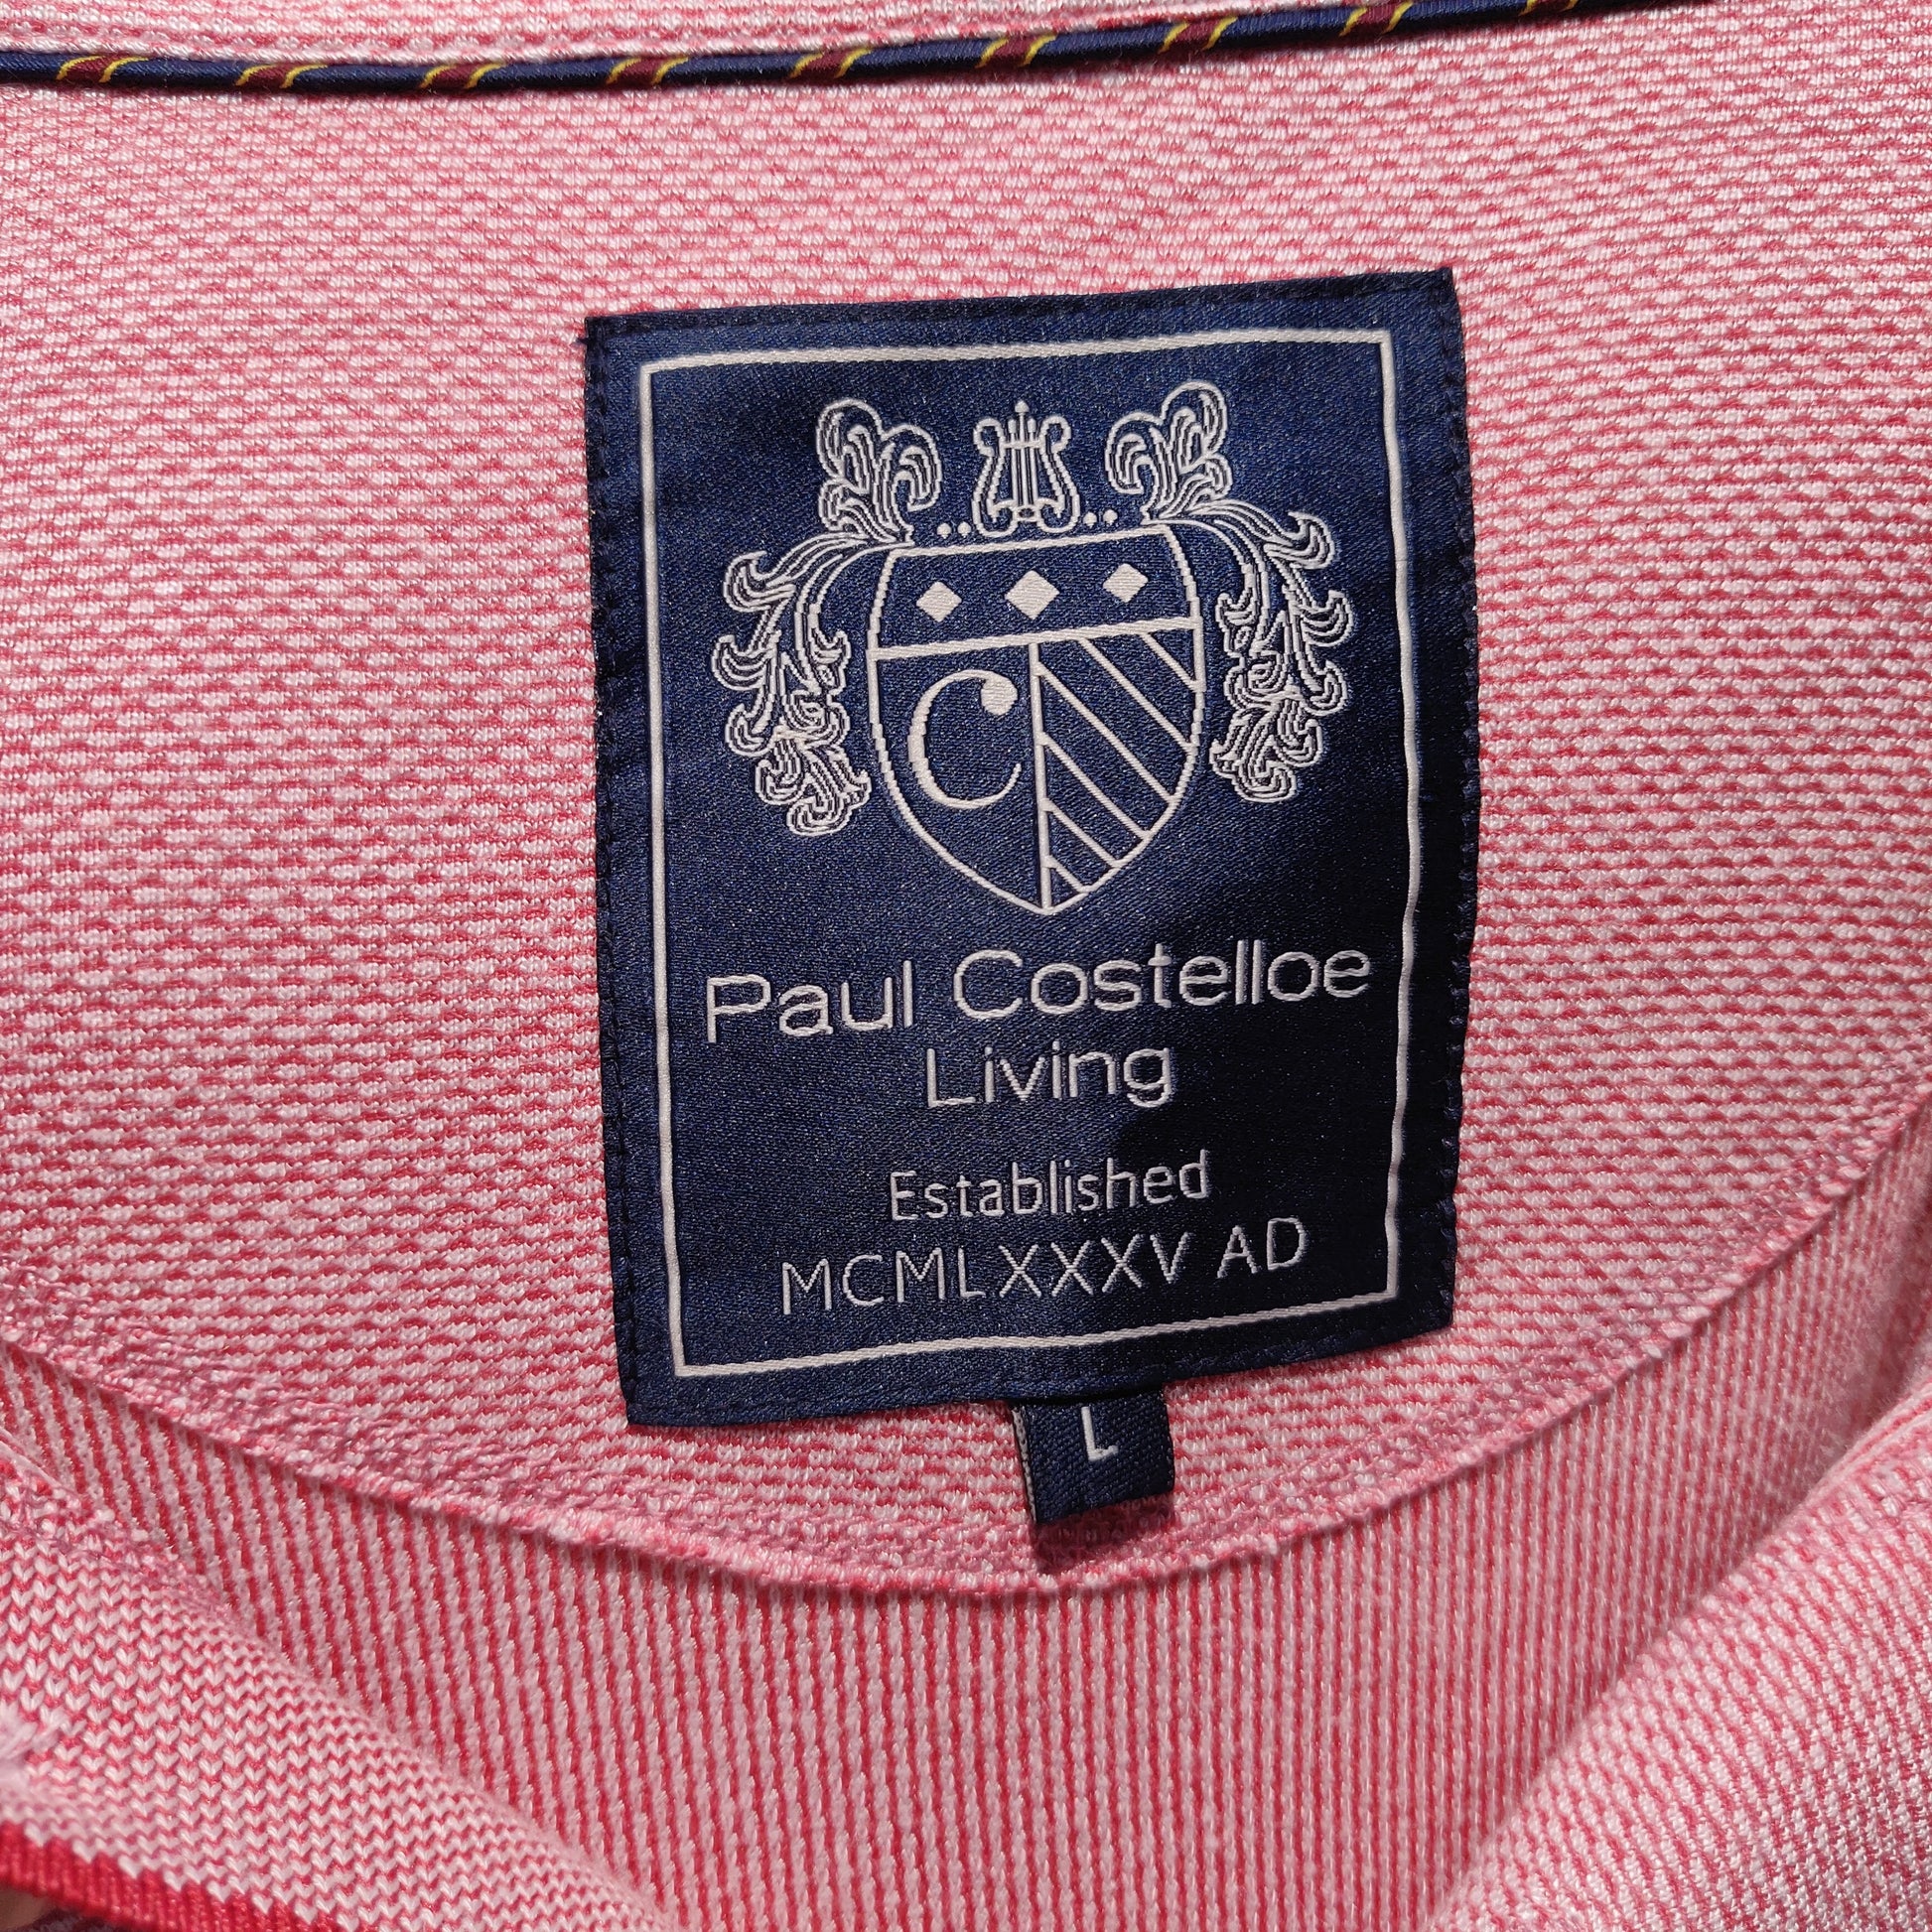 C
Paul Costelloe
Living
Established
MCMLXXXV AD
L